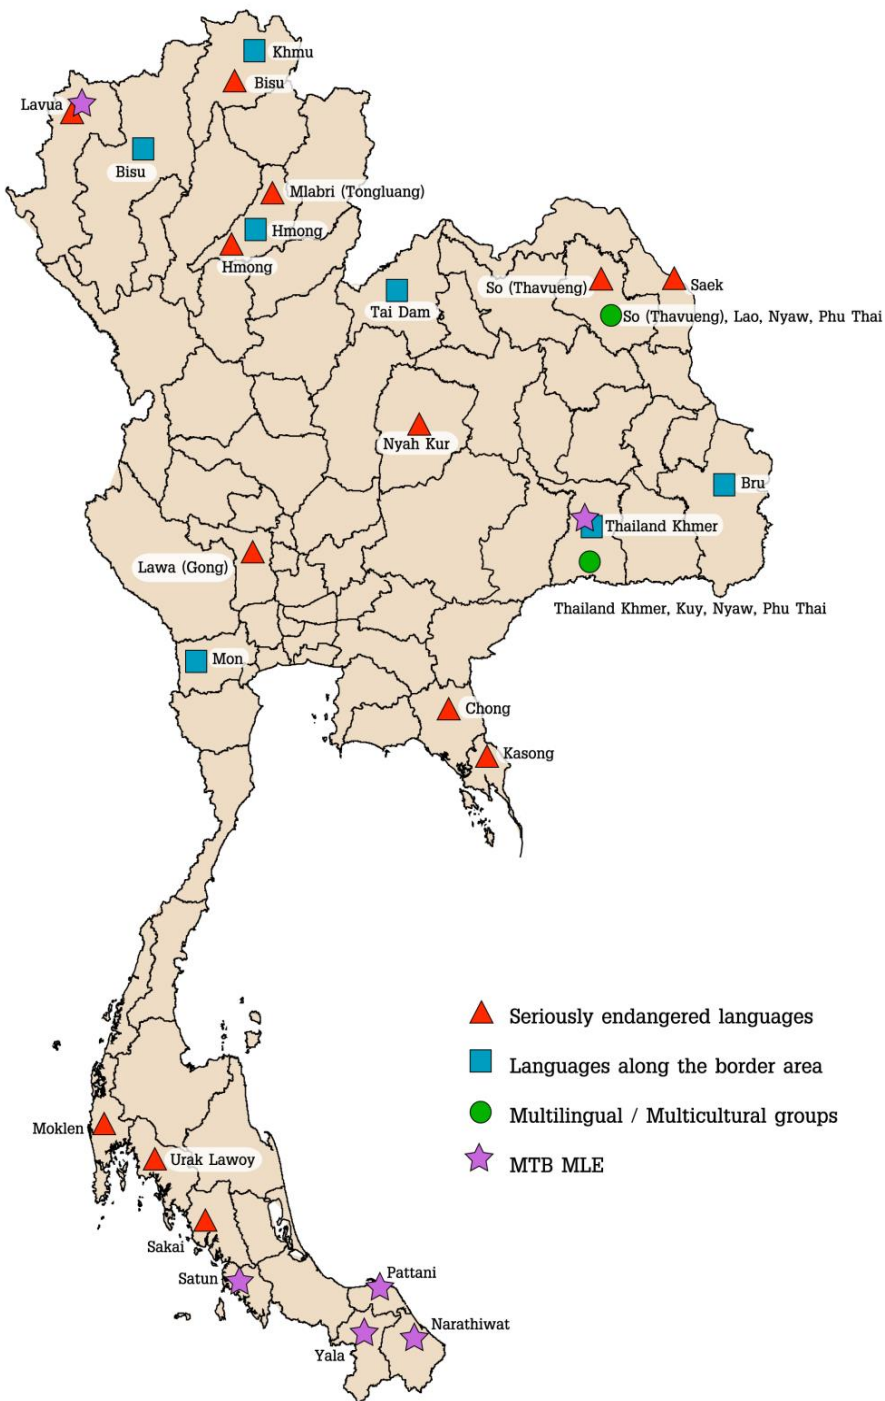 Khmu
Bisu
Lavua
Bisu
Mlabri (Tongluang)
Hmong
Hmong
So (Thavueng)
Saek
Tai Dam
So (Thavueng), Lao, Nyaw, Phu Thai
Nyah Kur
Bru
Thailand Khmer
Lawa (Gong)
Thailand Khmer, Kuy, Nyaw, Phu Thai
Mon
Chong
Kasong
Seriously endangered languages
Languages along the border area
Multilingual / Multicultural groups
MTB MLE
Moklen
Urak Lawoy
Sakai
Satun
Pattani
Narathiwat
Yala